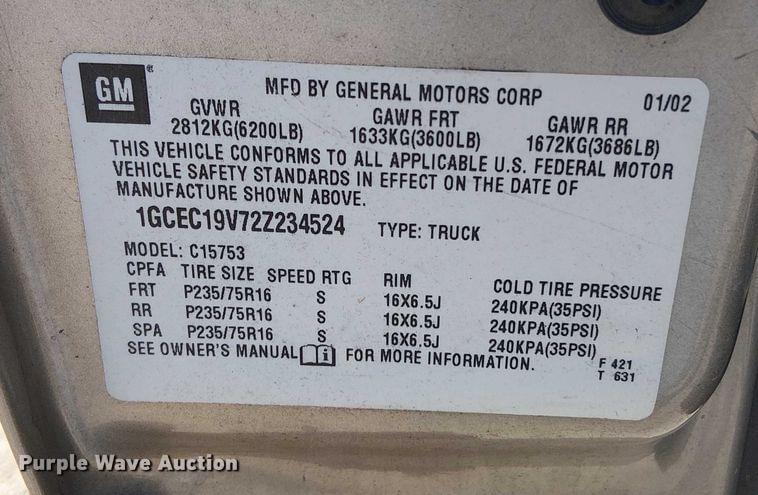 GM
MFD BY GENERAL MOTORS CORP 01/02
GVWR GAWR FRT GAWR RR
2812KG(6200LB) 1633KG(3600LB) 1672KG(3686LB)
THIS VEHICLE CONFORMS TO ALL APPLICABLE U.S. FEDERAL MOTOR
VEHICLE SAFETY STANDARDS IN EFFECT ON THE DATE OF
MANUFACTURE SHOWN ABOVE.
1GCEC19V72Z234524 TYPE: TRUCK
MODEL: C15753
CPFA TIRE SIZE SPEED RTG RIM COLD TIRE PRESSURE
FRT P235/75R16 S 16X6.5J 240KPA(35PSI)
RR P235/75R16 S 16X6.5J 240KPA(35PSI)
SPA P235/75R16 S 16X6.5J 240KPA(35PSI)
SEE OWNER'S MANUAL FOR MORE INFORMATION.
F 421
T 631
Purple Wave Auction